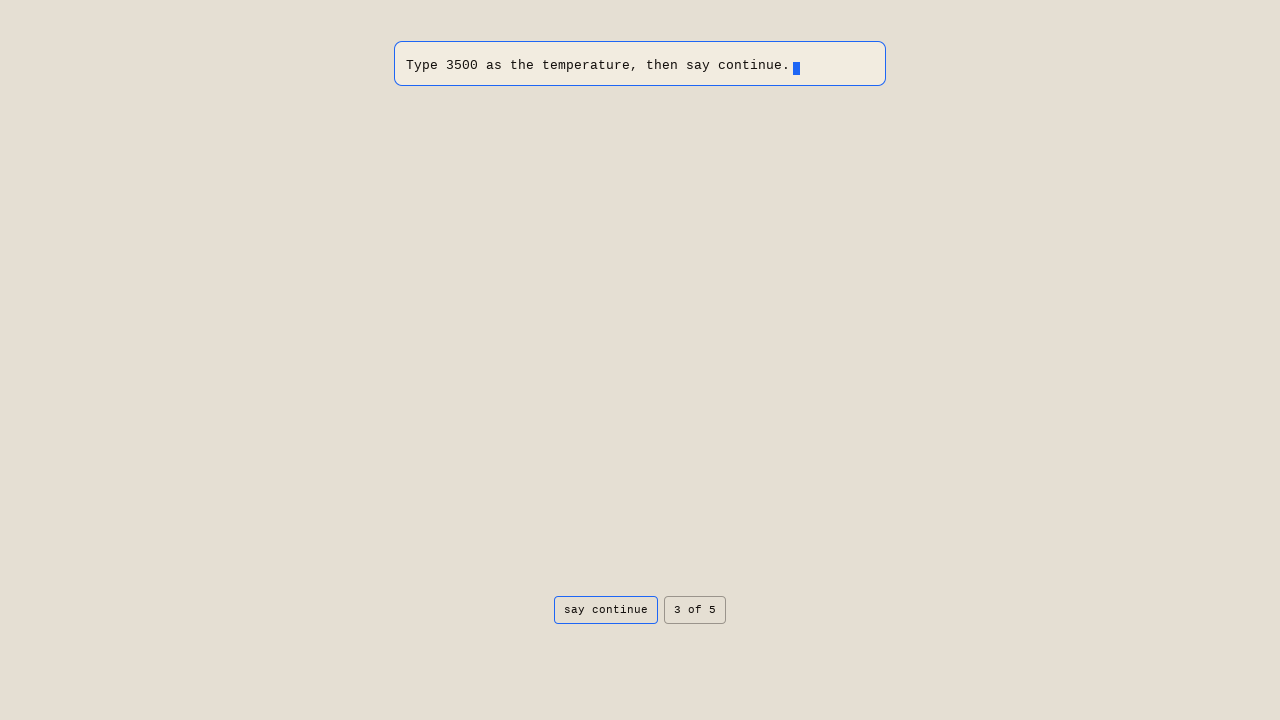 Type 3500 as the temperature, then say continue.
say continue
3 of 5